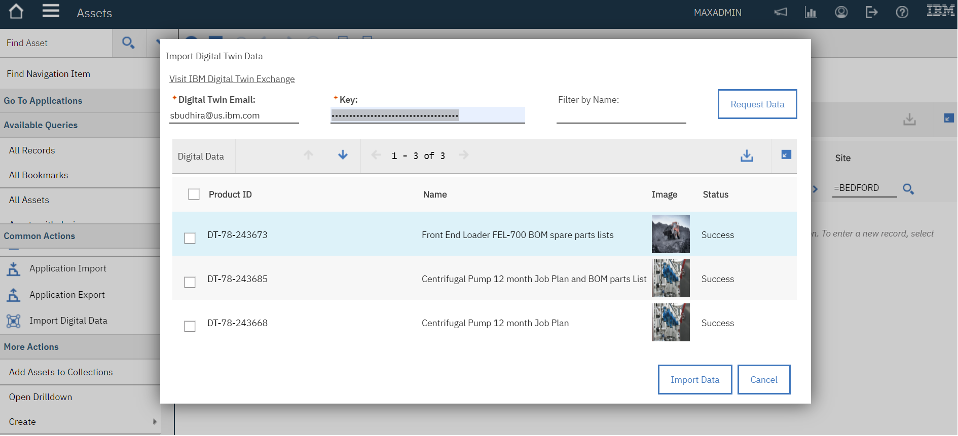 Assets
MAXADMIN
IBM
Find Asset
Find Navigation Item
Go To Applications
Available Queries
All Records
All Bookmarks
All Assets
Common Actions
Application Import
Application Export
Import Digital Data
More Actions
Add Assets to Collections
Open Drilldown
Create
Import Digital Twin Data
Visit IBM Digital Twin Exchange
* Digital Twin Email:
* Key:
Filter by Name:
sbudhira@us.ibm.com
Request Data
Digital Data
1 - 3 of 3
Product ID Name Image Status
DT-78-243673 Front End Loader FEL-700 BOM spare parts lists Success
DT-78-243685 Centrifugal Pump 12 month Job Plan and BOM parts List Success
DT-78-243668 Centrifugal Pump 12 month Job Plan Success
Import Data
Cancel
Site
=BEDFORD
n. To enter a new record, select